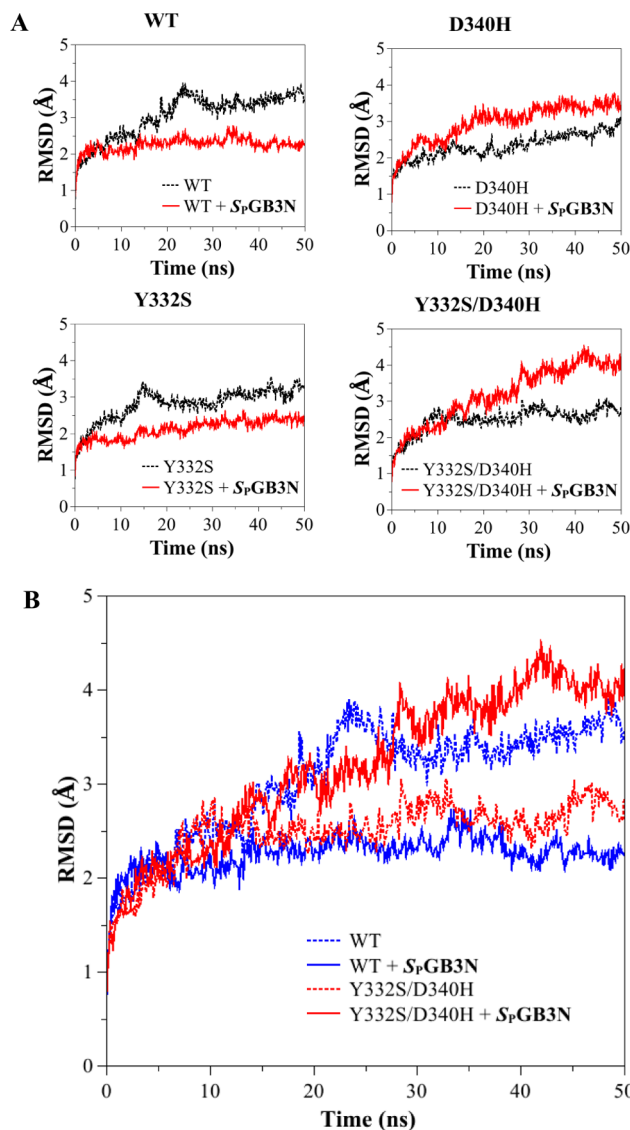 A
WT
RMSD (Å)
5
4
3
2
1
0
WT
WT + SPGB3N
0 10 20 30 40 50
Time (ns)
D340H
RMSD (Å)
5
4
3
2
1
0
D340H
D340H + SPGB3N
0 10 20 30 40 50
Time (ns)
Y332S
RMSD (Å)
5
4
3
2
1
0
Y332S
Y332S + SPGB3N
0 10 20 30 40 50
Time (ns)
Y332S/D340H
RMSD (Å)
5
4
3
2
1
0
Y332S/D340H
Y332S/D340H + SPGB3N
0 10 20 30 40 50
Time (ns)
B
RMSD (Å)
5
4
3
2
1
0
WT
WT + SPGB3N
Y332S/D340H
Y332S/D340H + SPGB3N
0 10 20 30 40 50
Time (ns)